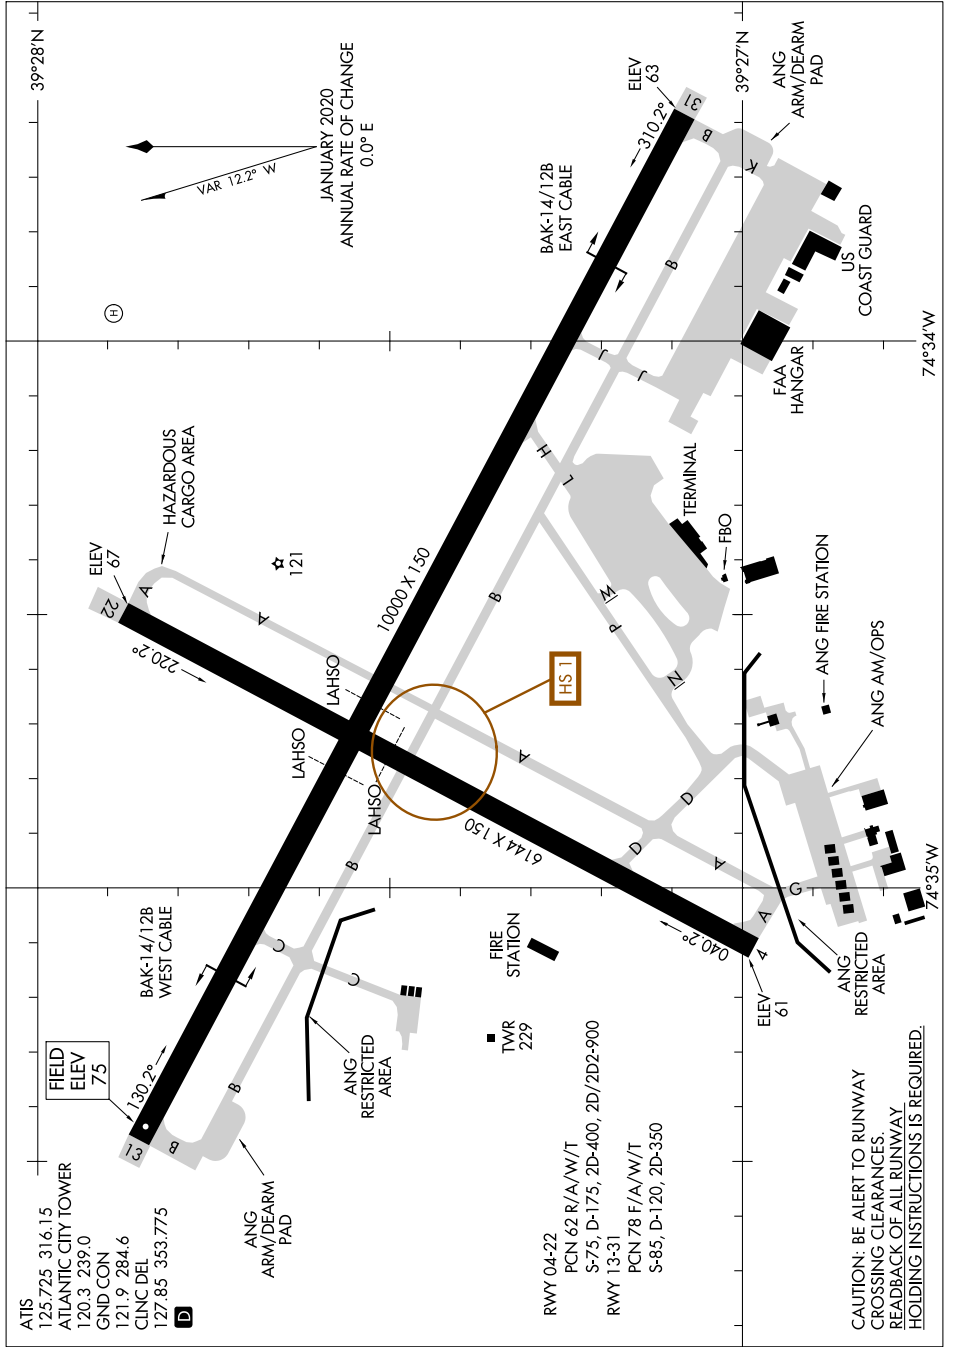 ATIS
125.725 316.15
ATLANTIC CITY TOWER
120.3 239.0
GND CON
121.9 284.6
CLNC DEL
127.85 353.775
D
FIELD
ELEV
75
13
130.2°
B
ANG
ARM/DEARM
PAD
B
BAK-14/12B
WEST CABLE
C
C
ANG
RESTRICTED
AREA
TWR
229
FIRE
STATION
B
LAHSO
LAHSO
LAHSO
HS 1
22
ELEV
67
220.2°
A
HAZARDOUS
CARGO AREA
A
121
H
VAR 12.2° W
JANUARY 2020
ANNUAL RATE OF CHANGE
0.0° E
39°28'N
39°27'N
10000 X 150
6144 X 150
B
H
L
J
J
B
BAK-14/12B
EAST CABLE
310.2°
ELEV
63
31
B
K
ANG
ARM/DEARM
PAD
US
COAST GUARD
FAA
HANGAR
74°34'W
TERMINAL
FBO
M
P
N
A
D
D
A
A
G
4
040.2°
ELEV
61
ANG FIRE STATION
ANG AM/OPS
74°35'W
ANG
RESTRICTED
AREA
RWY 04-22
PCN 62 R/A/W/T
S-75, D-175, 2D-400, 2D/2D2-900
RWY 13-31
PCN 78 F/A/W/T
S-85, D-120, 2D-350
CAUTION: BE ALERT TO RUNWAY
CROSSING CLEARANCES.
READBACK OF ALL RUNWAY
HOLDING INSTRUCTIONS IS REQUIRED.